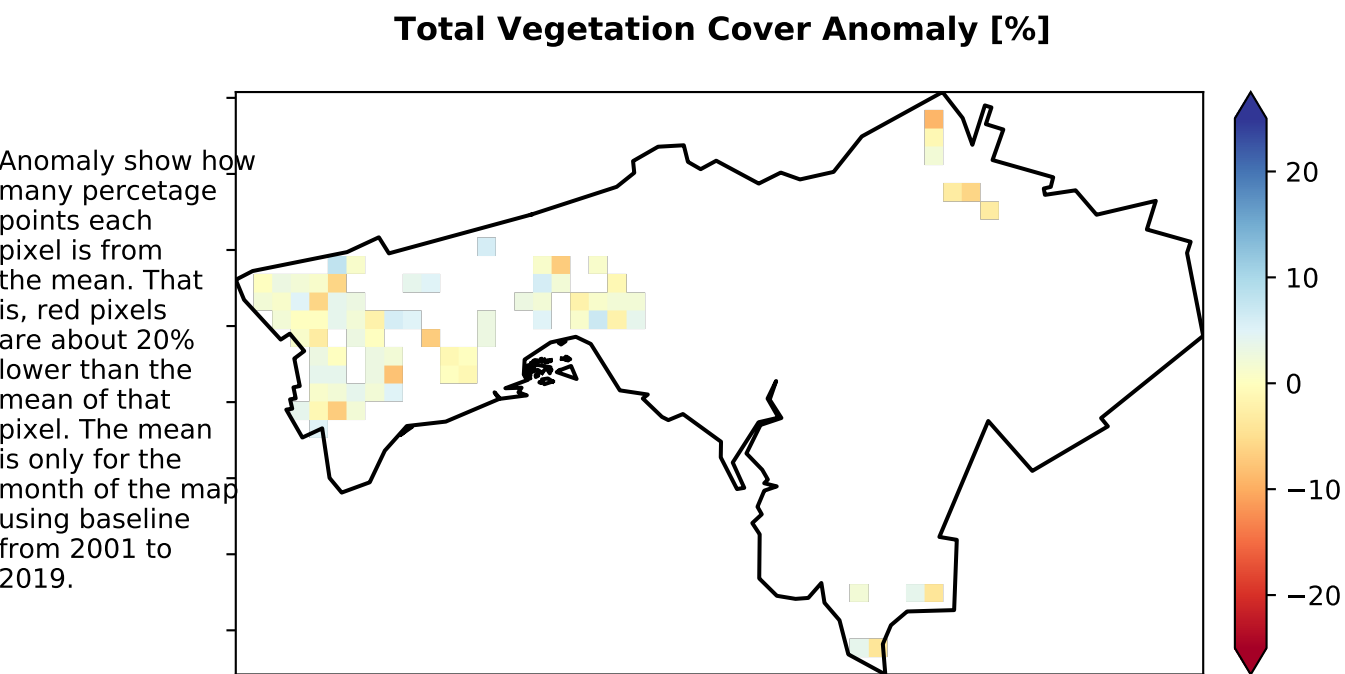 Total Vegetation Cover Anomaly [%]
Anomaly show how
many percetage
points each
pixel is from
the mean. That
is, red pixels
are about 20%
lower than the
mean of that
pixel. The mean
is only for the
month of the map
using baseline
from 2001 to
2019.
20
10
0
−10
−20